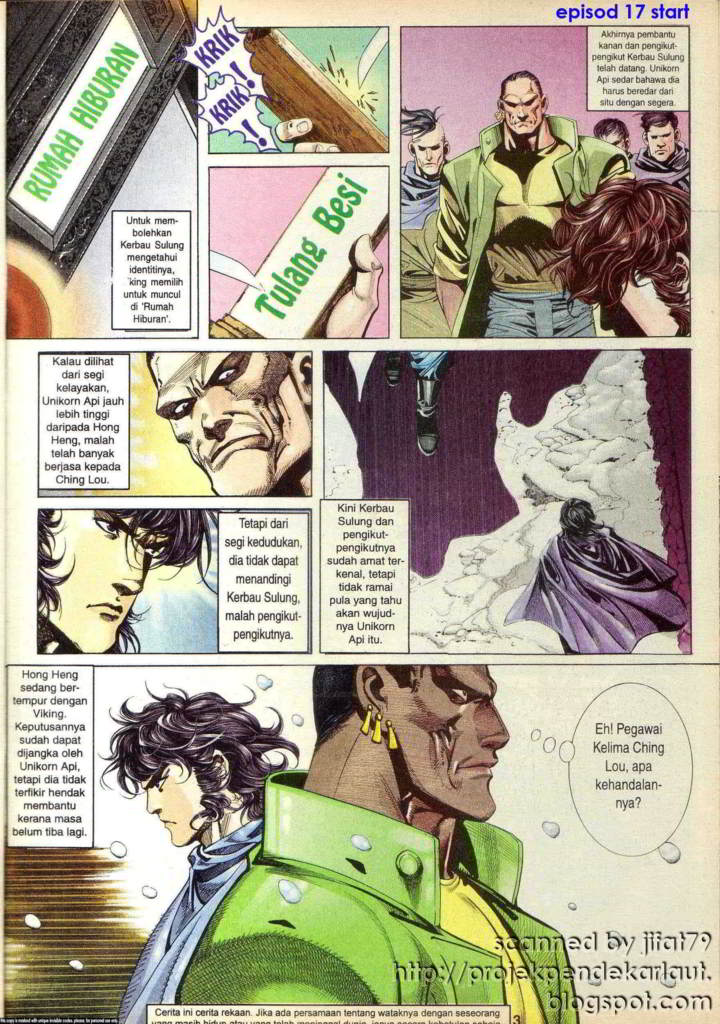 episod 17 start
RUMAH HIBURAN
KRIK
KRIK!
!
Akhirnya pembantu
kanan dan pengikut-
pengikut Kerbau Sulung
telah datang. Unikorn
Api sedar bahawa dia
harus beredar dari
situ dengan segera.
Tulang Besi
Untuk mem-
bolehkan
Kerbau Sulung
mengetahui
identitinya,
'king memilih
untuk muncul
di 'Rumah
Hiburan'.
Kalau dilihat
dari segi
kelayakan,
Unikorn Api jauh
lebih tinggi
daripada Hong
Heng, malah
telah banyak
berjasa kepada
Ching Lou.
Kini Kerbau
Sulung dan
pengikut-
pengikutnya
sudah amat ter-
kenal, tetapi
tidak ramai
pula yang tahu
akan wujud-
nya Unikorn
Api itu.
Tetapi dari
segi kedudukan,
dia tidak dapat
menandingi
Kerbau Sulung,
malah pengikut-
pengikutnya.
Hong Heng
sedang ber-
tempur dengan
Viking.
Keputusannya
sudah dapat
dijangka oleh
Unikorn Api,
tetapi dia tidak
terfikir hendak
membantu
kerana masa
belum tiba lagi.
Eh! Pegawai
Kelima Ching
Lou, apa
kehandalan-
nya?
scanned by jifat79
http://projekpendekarlaut.
blogspot.com
Cerita ini cerita rekaan. Jika ada persamaan tentang wataknya dengan seseorang
3